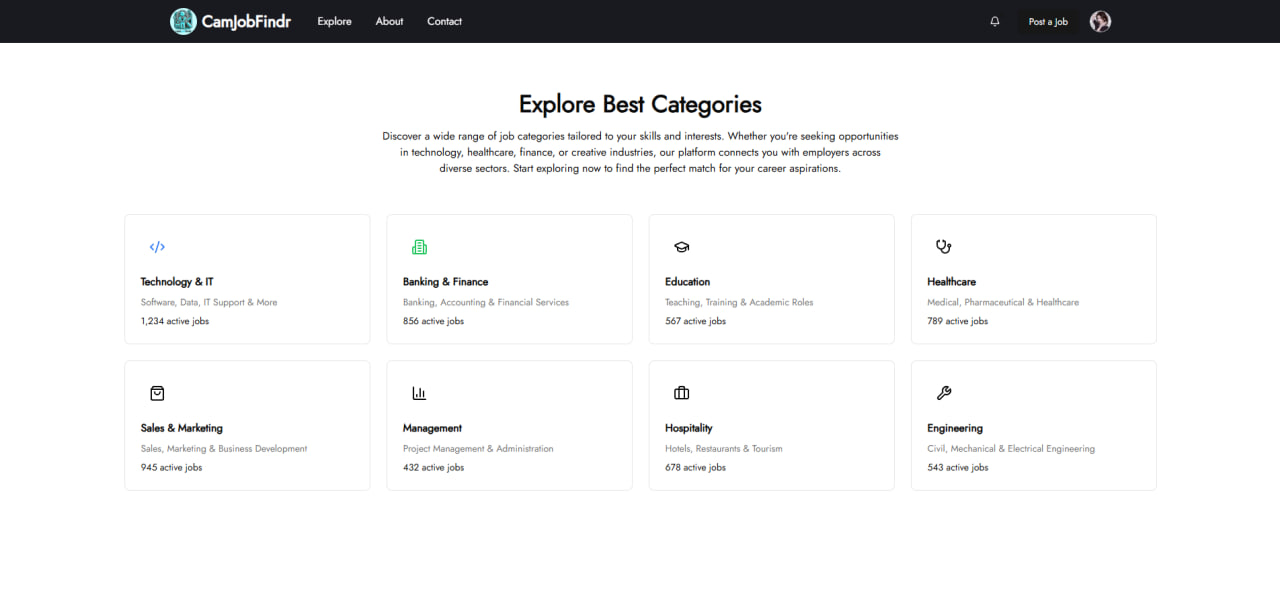 CamJobFindr Explore About Contact Post a Job
Explore Best Categories
Discover a wide range of job categories tailored to your skills and interests. Whether you're seeking opportunities
in technology, healthcare, finance, or creative industries, our platform connects you with employers across
diverse sectors. Start exploring now to find the perfect match for your career aspirations.
Technology & IT
Software, Data, IT Support & More
1,234 active jobs
Banking & Finance
Banking, Accounting & Financial Services
856 active jobs
Education
Teaching, Training & Academic Roles
567 active jobs
Healthcare
Medical, Pharmaceutical & Healthcare
789 active jobs
Sales & Marketing
Sales, Marketing & Business Development
945 active jobs
Management
Project Management & Administration
432 active jobs
Hospitality
Hotels, Restaurants & Tourism
678 active jobs
Engineering
Civil, Mechanical & Electrical Engineering
543 active jobs